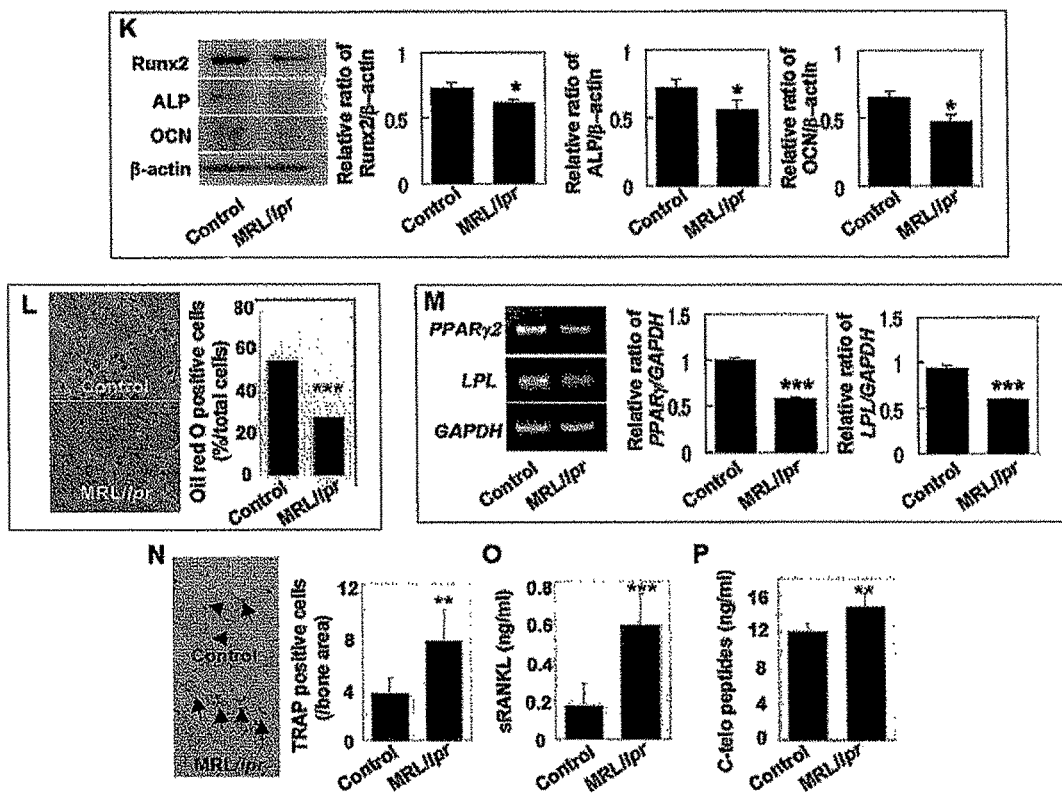 K
Runx2
ALP
OCN
β-actin
Control
MRL/lpr
Relative ratio of
Runx2/β–actin
1
0.5
0
*
Control
MRL/lpr
Relative ratio of
ALP/β–actin
1
0.5
0
*
Control
MRL/lpr
Relative ratio of
OCN/β–actin
1
0.5
0
*
Control
MRL/lpr
L
Control
MRL/lpr
Oil red O positive cells
(%/total cells)
80
60
40
20
0
***
Control
MRL/lpr
M
PPARγ2
LPL
GAPDH
Control
MRL/lpr
Relative ratio of
PPARγ/GAPDH
1.5
1
0.5
0
***
Control
MRL/lpr
Relative ratio of
LPL/GAPDH
1.5
1
0.5
0
***
Control
MRL/lpr
N
Control
MRL/lpr
TRAP positive cells
(/bone area)
12
8
4
0
**
Control
MRL/lpr
O
sRANKL (ng/ml)
0.8
0.6
0.4
0.2
0
***
Control
MRL/lpr
P
C-telo peptides (ng/ml)
16
12
8
4
0
**
Control
MRL/lpr